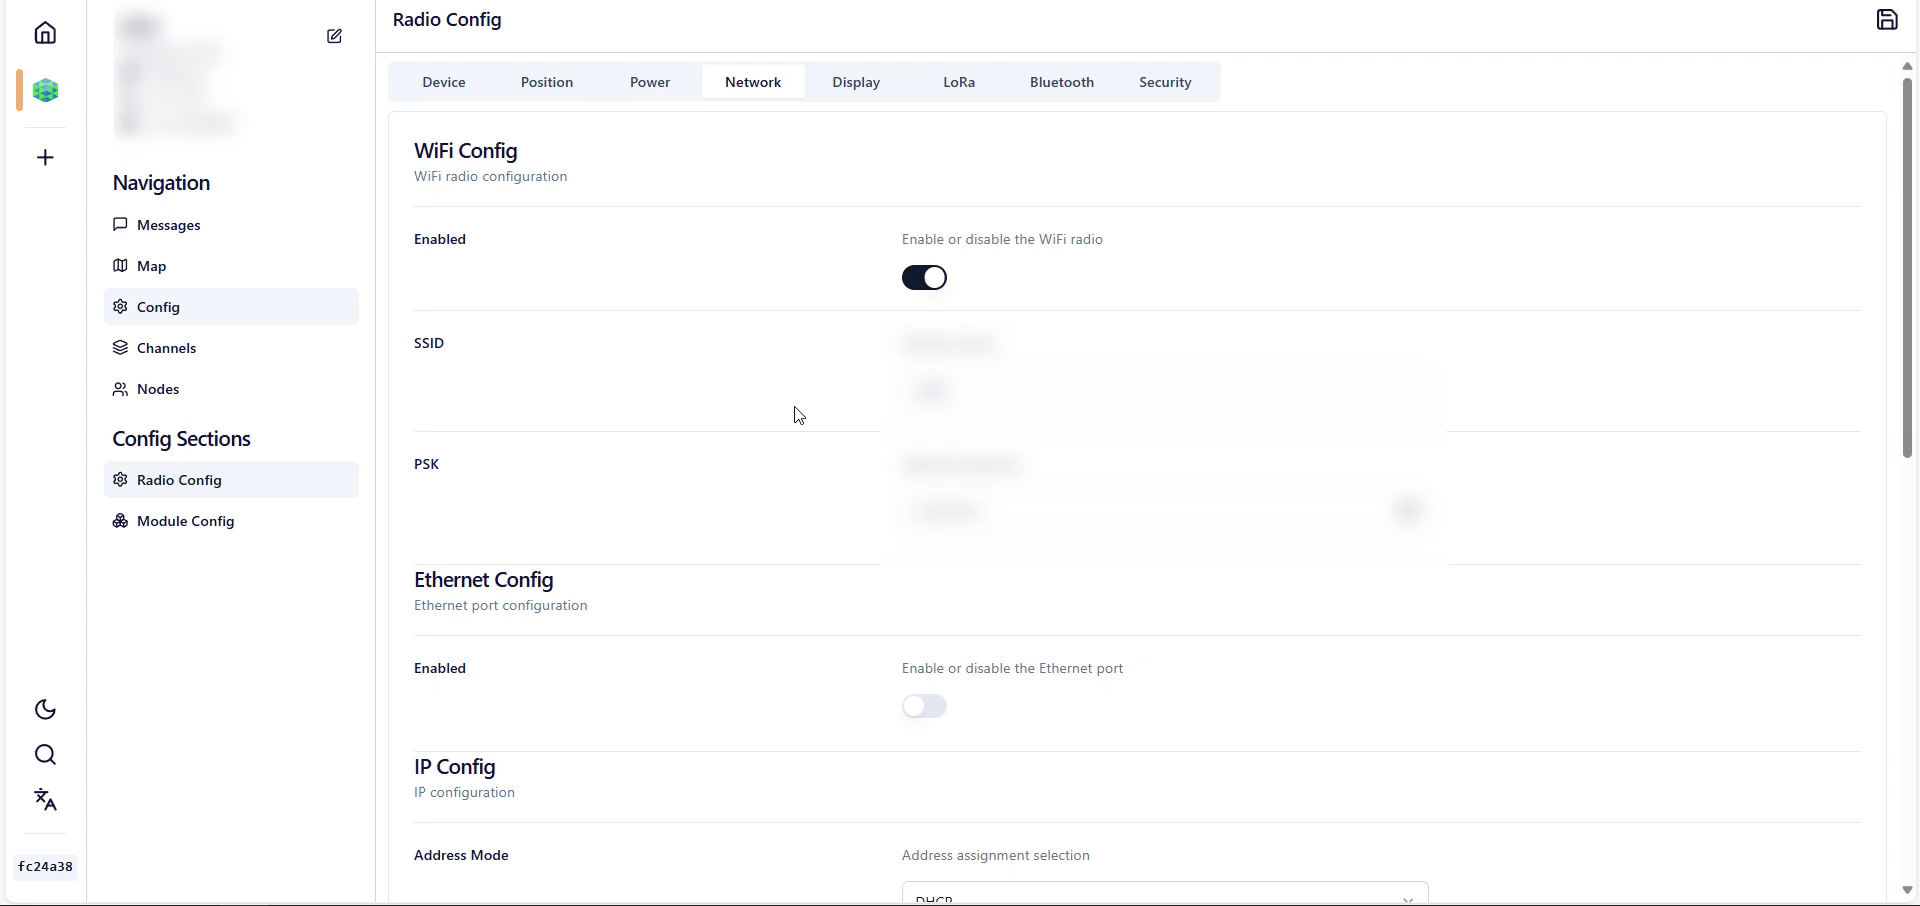 Radio Config
Device Position Power Network Display LoRa Bluetooth Security
WiFi Config
WiFi radio configuration
Navigation
Messages
Map
Config
Channels
Nodes
Config Sections
Radio Config
Module Config
fc24a38
Enabled
Enable or disable the WiFi radio
SSID
PSK
Ethernet Config
Ethernet port configuration
Enabled
Enable or disable the Ethernet port
IP Config
IP configuration
Address Mode
Address assignment selection
DHCP